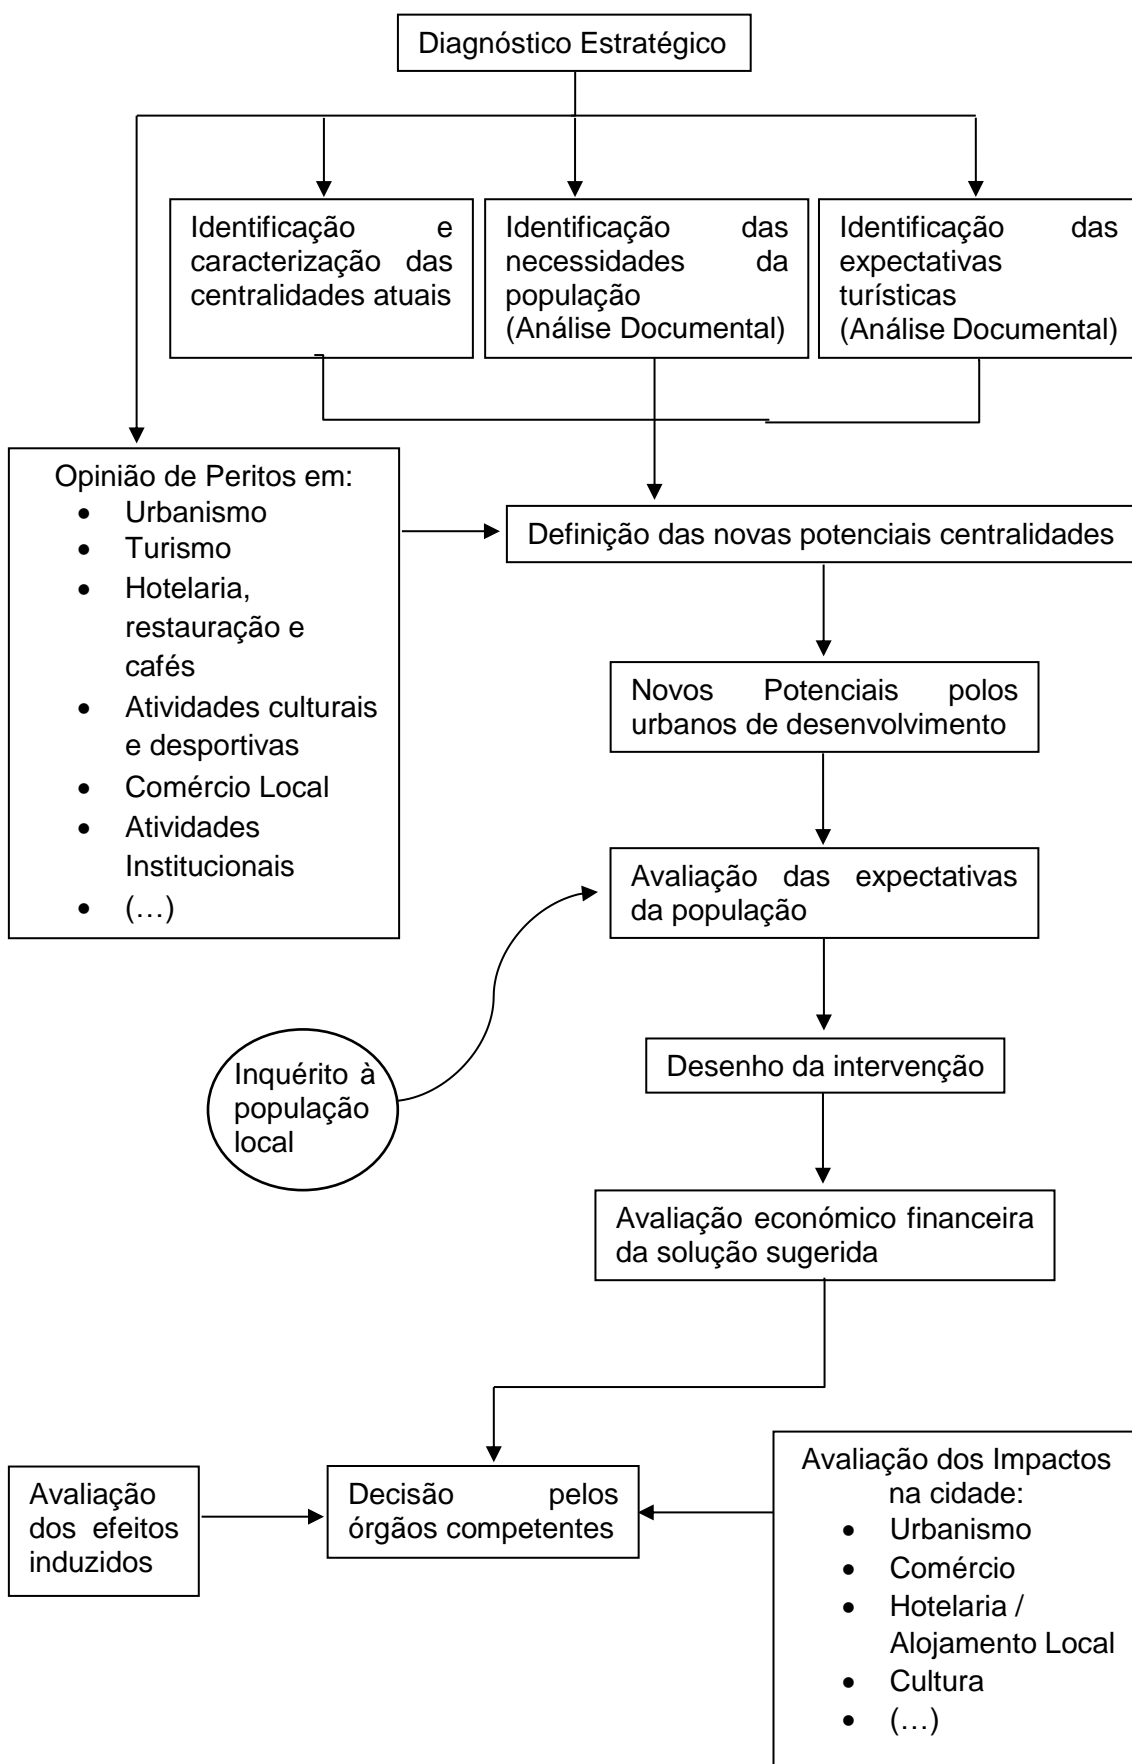 Diagnóstico Estratégico
Identificação e
caracterização das
centralidades atuais
Identificação das
necessidades da
população
(Análise Documental)
Identificação das
expectativas
turísticas
(Análise Documental)
Opinião de Peritos em:
• Urbanismo
• Turismo
• Hotelaria,
restauração e
cafés
• Atividades culturais
e desportivas
• Comércio Local
• Atividades
Institucionais
• (…)
Definição das novas potenciais centralidades
Novos Potenciais polos
urbanos de desenvolvimento
Avaliação das expectativas
da população
Inquérito à
população
local
Desenho da intervenção
Avaliação económico financeira
da solução sugerida
Avaliação
dos efeitos
induzidos
Decisão pelos
órgãos competentes
Avaliação dos Impactos
na cidade:
• Urbanismo
• Comércio
• Hotelaria /
Alojamento Local
• Cultura
• (…)